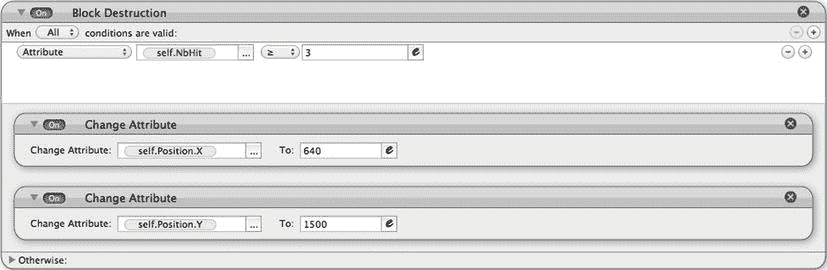 On Block Destruction
When All conditions are valid:
Attribute self.NbHit ... ≥ 3 e
On Change Attribute
Change Attribute: self.Position.X ... To: 640 e
On Change Attribute
Change Attribute: self.Position.Y ... To: 1500 e
Otherwise: